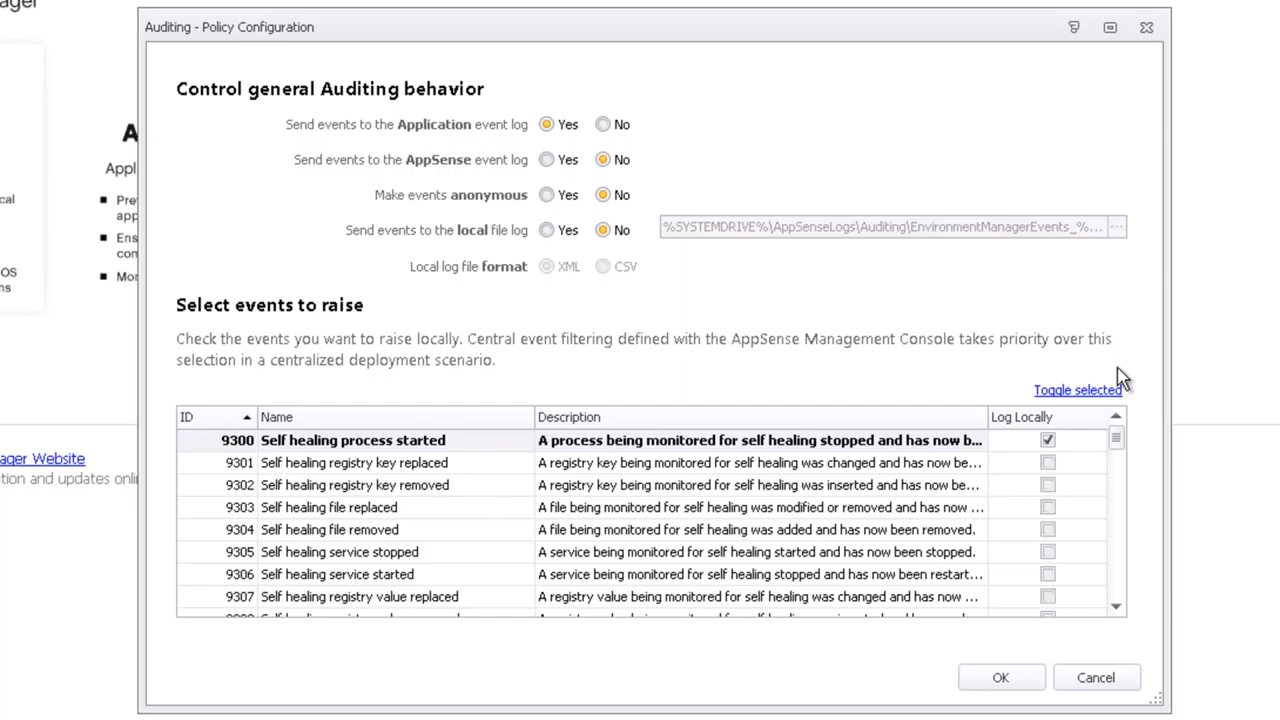 ager
Auditing - Policy Configuration
Control general Auditing behavior
Send events to the Application event log Yes No
Send events to the AppSense event log Yes No
Make events anonymous Yes No
Send events to the local file log Yes No %SYSTEMDRIVE%\AppSenseLogs\Auditing\EnvironmentManagerEvents_%... ...
Local log file format XML CSV
Select events to raise
Check the events you want to raise locally. Central event filtering defined with the AppSense Management Console takes priority over this
selection in a centralized deployment scenario.
Toggle selected
ID Name Description Log Locally
9300 Self healing process started A process being monitored for self healing stopped and has now b...
9301 Self healing registry key replaced A registry key being monitored for self healing was changed and has now be...
9302 Self healing registry key removed A registry key being monitored for self healing was inserted and has now be...
9303 Self healing file replaced A file being monitored for self healing was modified or removed and has now ...
9304 Self healing file removed A file being monitored for self healing was added and has now been removed.
9305 Self healing service stopped A service being monitored for self healing started and has now been stopped.
9306 Self healing service started A service being monitored for self healing stopped and has now been restart...
9307 Self healing registry value replaced A registry value being monitored for self healing was changed and has now ...
OK Cancel
A
Appl
Pre
app
Ens
com
Mon
cal
OS
ns
ager Website
tion and updates onli